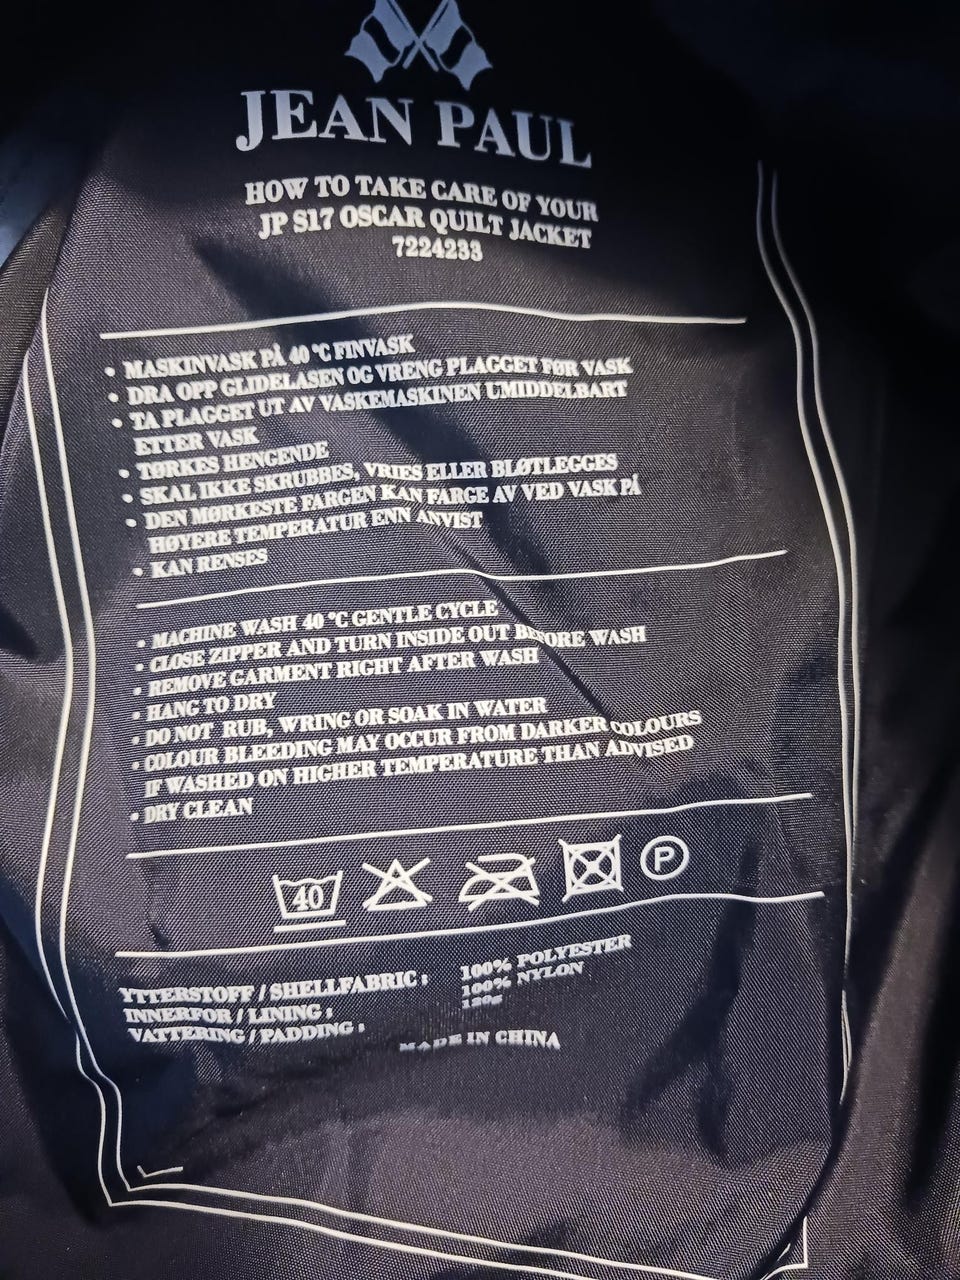 JEAN PAUL
HOW TO TAKE CARE OF YOUR
JP S17 OSCAR QUILT JACKET
7224233
• MASKINVASK PÅ 40 °C FINVASK
• DRA OPP GLIDELASEN OG VRENG PLAGGET FØR VASK
• TA PLAGGET UT AV VASKEMASKINEN UMIDDELBART
ETTER VASK
• TØRKES HENGENDE
• SKAL IKKE SKRUBBES, VRIES ELLER BLØTLEGGES
• DEN MØRKESTE FARGEN KAN FARGE AV VED VASK PÅ
HØYERE TEMPERATUR ENN ANVIST
• KAN RENSES
• MACHINE WASH 40 °C GENTLE CYCLE
• CLOSE ZIPPER AND TURN INSIDE OUT BEFORE WASH
• REMOVE GARMENT RIGHT AFTER WASH
• HANG TO DRY
• DO NOT RUB, WRING OR SOAK IN WATER
• COLOUR BLEEDING MAY OCCUR FROM DARKER COLOURS
IF WASHED ON HIGHER TEMPERATURE THAN ADVISED
• DRY CLEAN
40 P
YTTERSTOFF / SHELLFABRIC : 100% POLYESTER
INNERFOR / LINING : 100% NYLON
VATTERING / PADDING : 120g
MADE IN CHINA